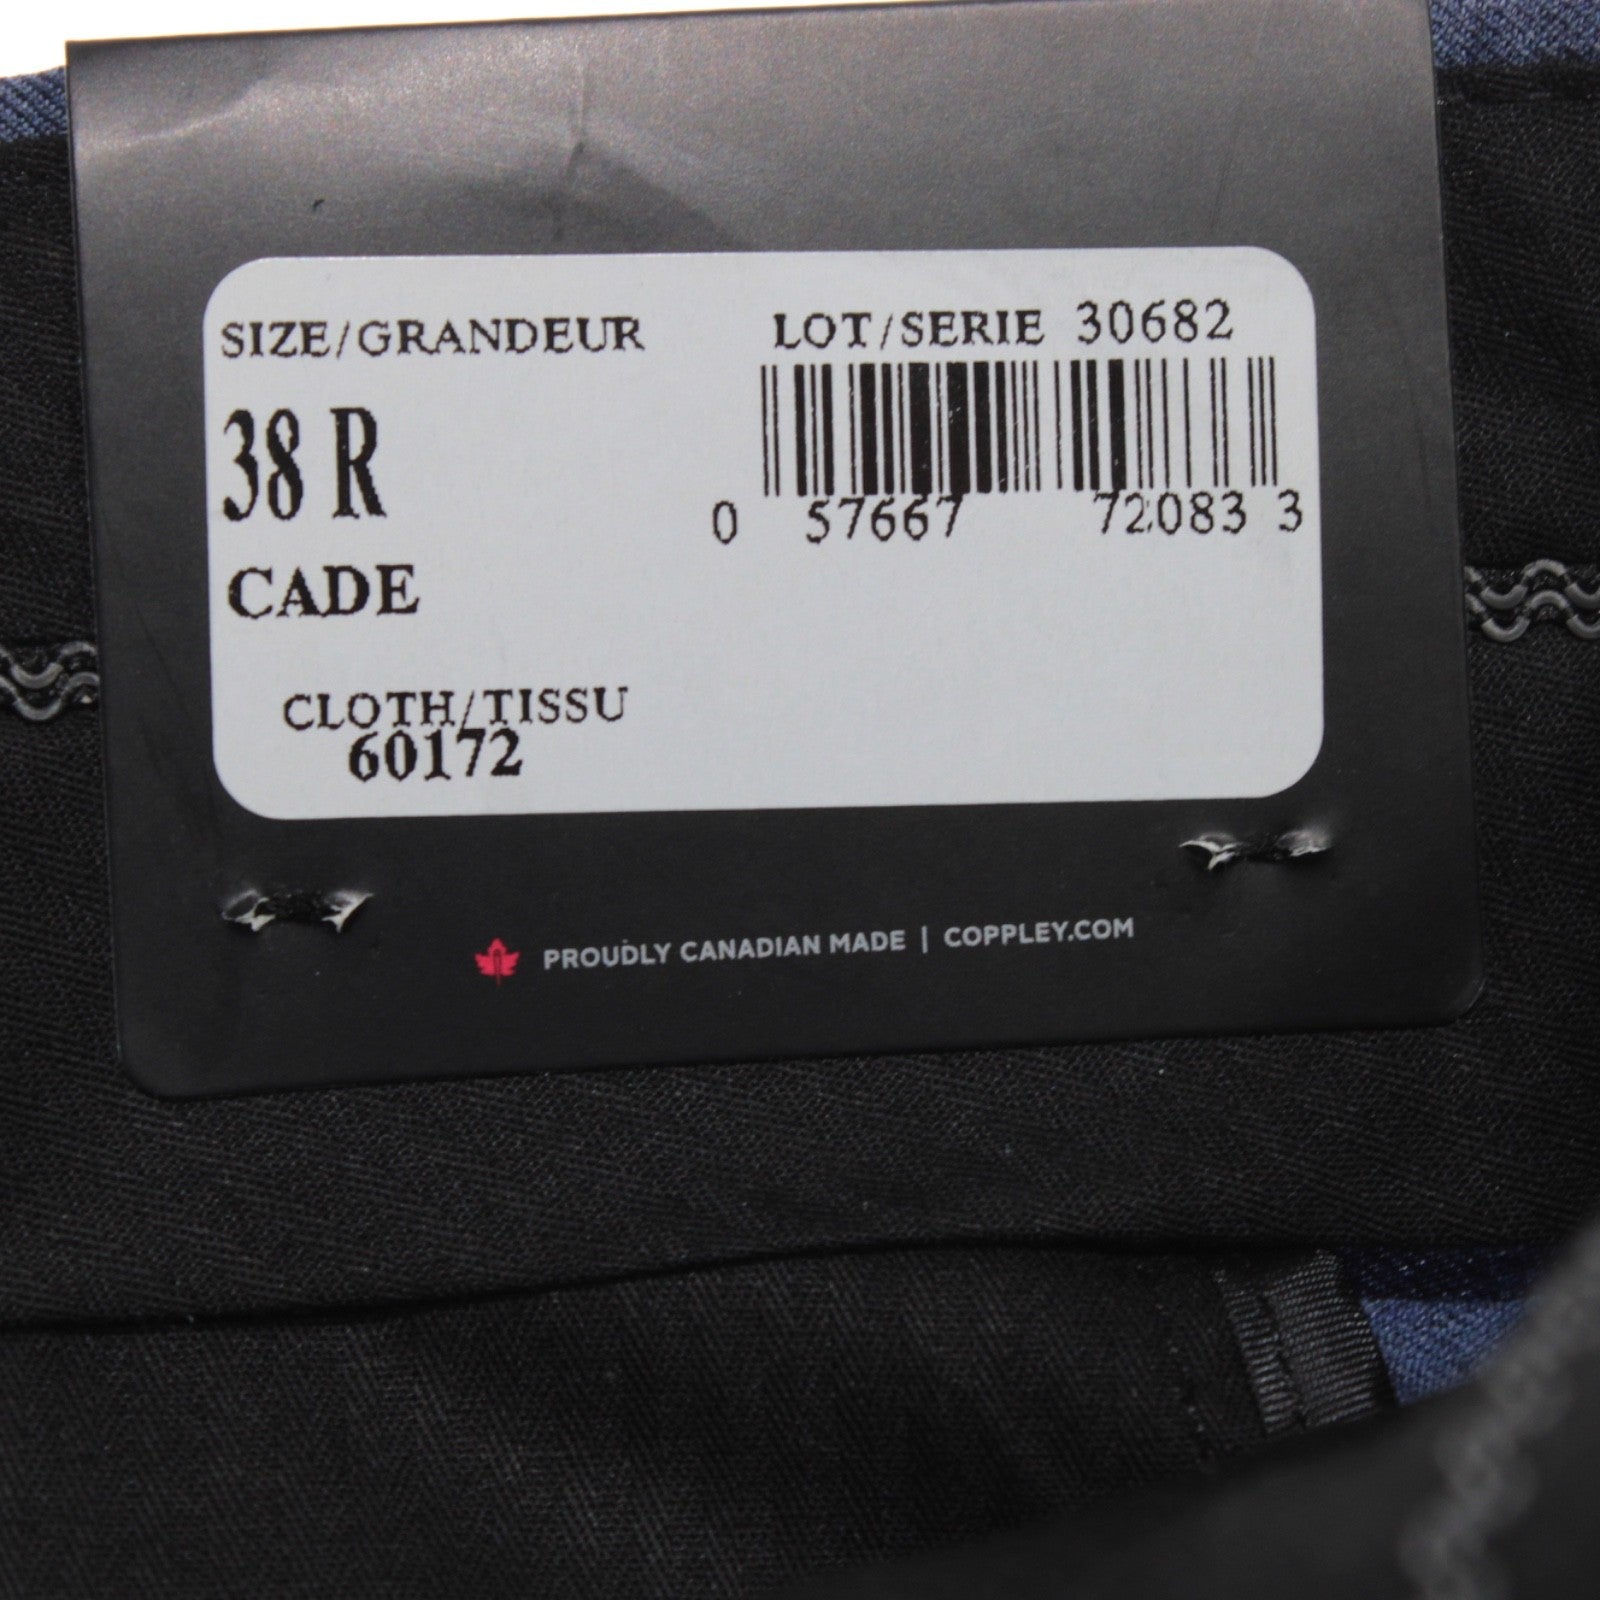 SIZE/GRANDEUR
38 R
CADE
CLOTH/TISSU
60172
LOT/SERIE 30682
0 57667 72083 3
PROUDLY CANADIAN MADE | COPPLEY.COM